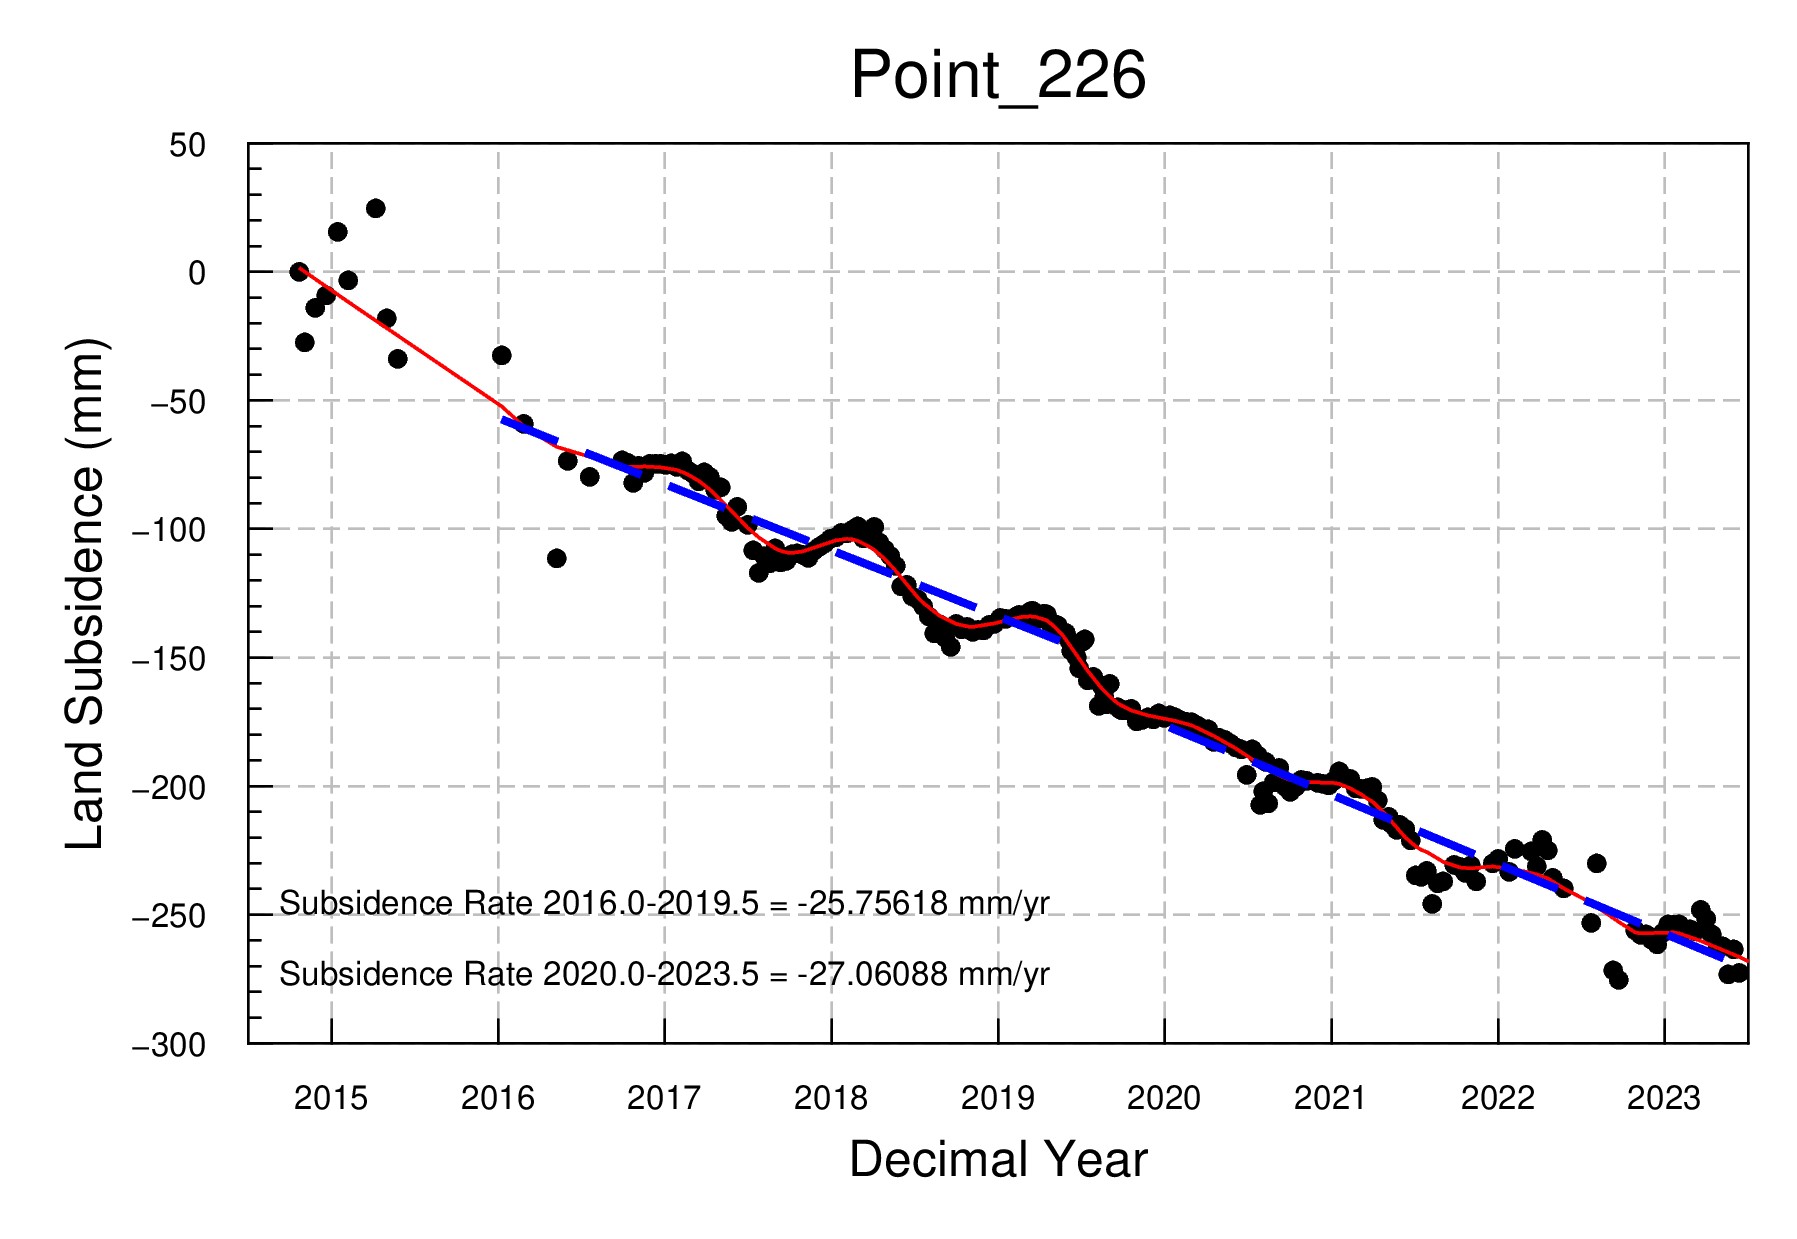 Point_226
50
0
−50
−100
−150
−200
−250
−300
Land Subsidence (mm)
Subsidence Rate 2016.0-2019.5 = -25.75618 mm/yr
Subsidence Rate 2020.0-2023.5 = -27.06088 mm/yr
2015 2016 2017 2018 2019 2020 2021 2022 2023
Decimal Year